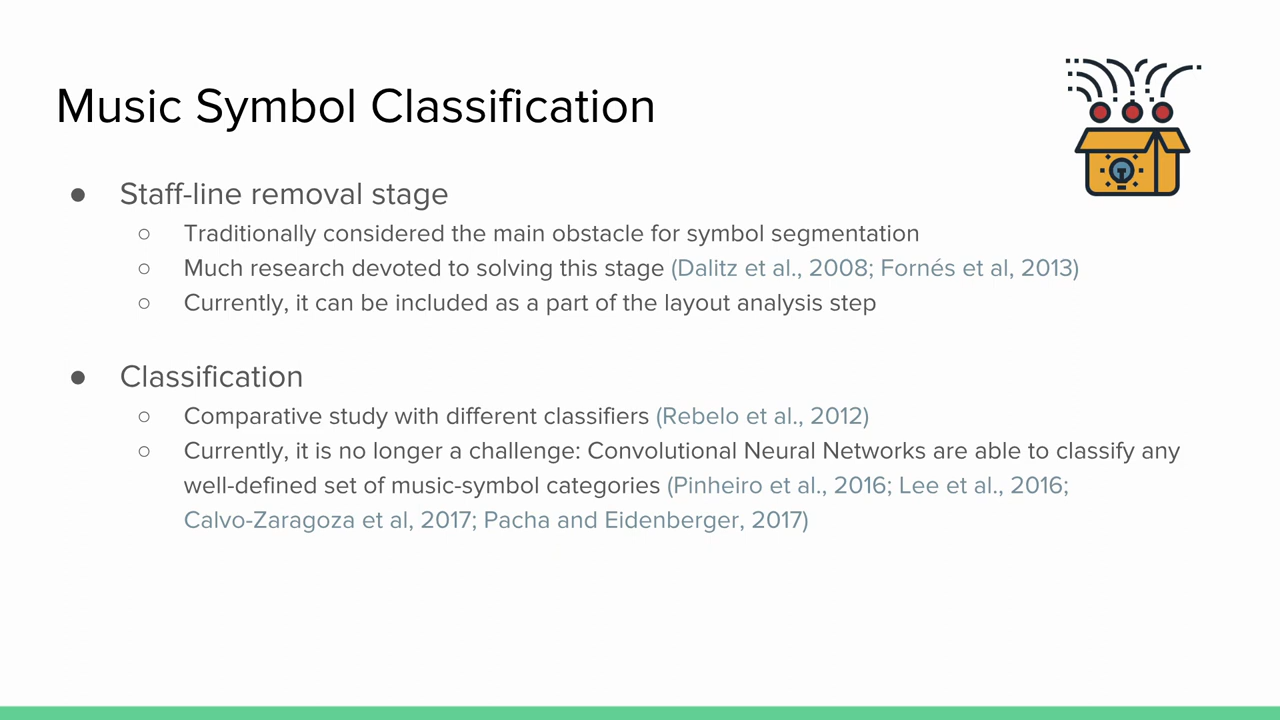 Music Symbol Classification
● Staff-line removal stage
○ Traditionally considered the main obstacle for symbol segmentation
○ Much research devoted to solving this stage (Dalitz et al., 2008; Fornés et al, 2013)
○ Currently, it can be included as a part of the layout analysis step
● Classification
○ Comparative study with different classifiers (Rebelo et al., 2012)
○ Currently, it is no longer a challenge: Convolutional Neural Networks are able to classify any
well-defined set of music-symbol categories (Pinheiro et al., 2016; Lee et al., 2016;
Calvo-Zaragoza et al, 2017; Pacha and Eidenberger, 2017)